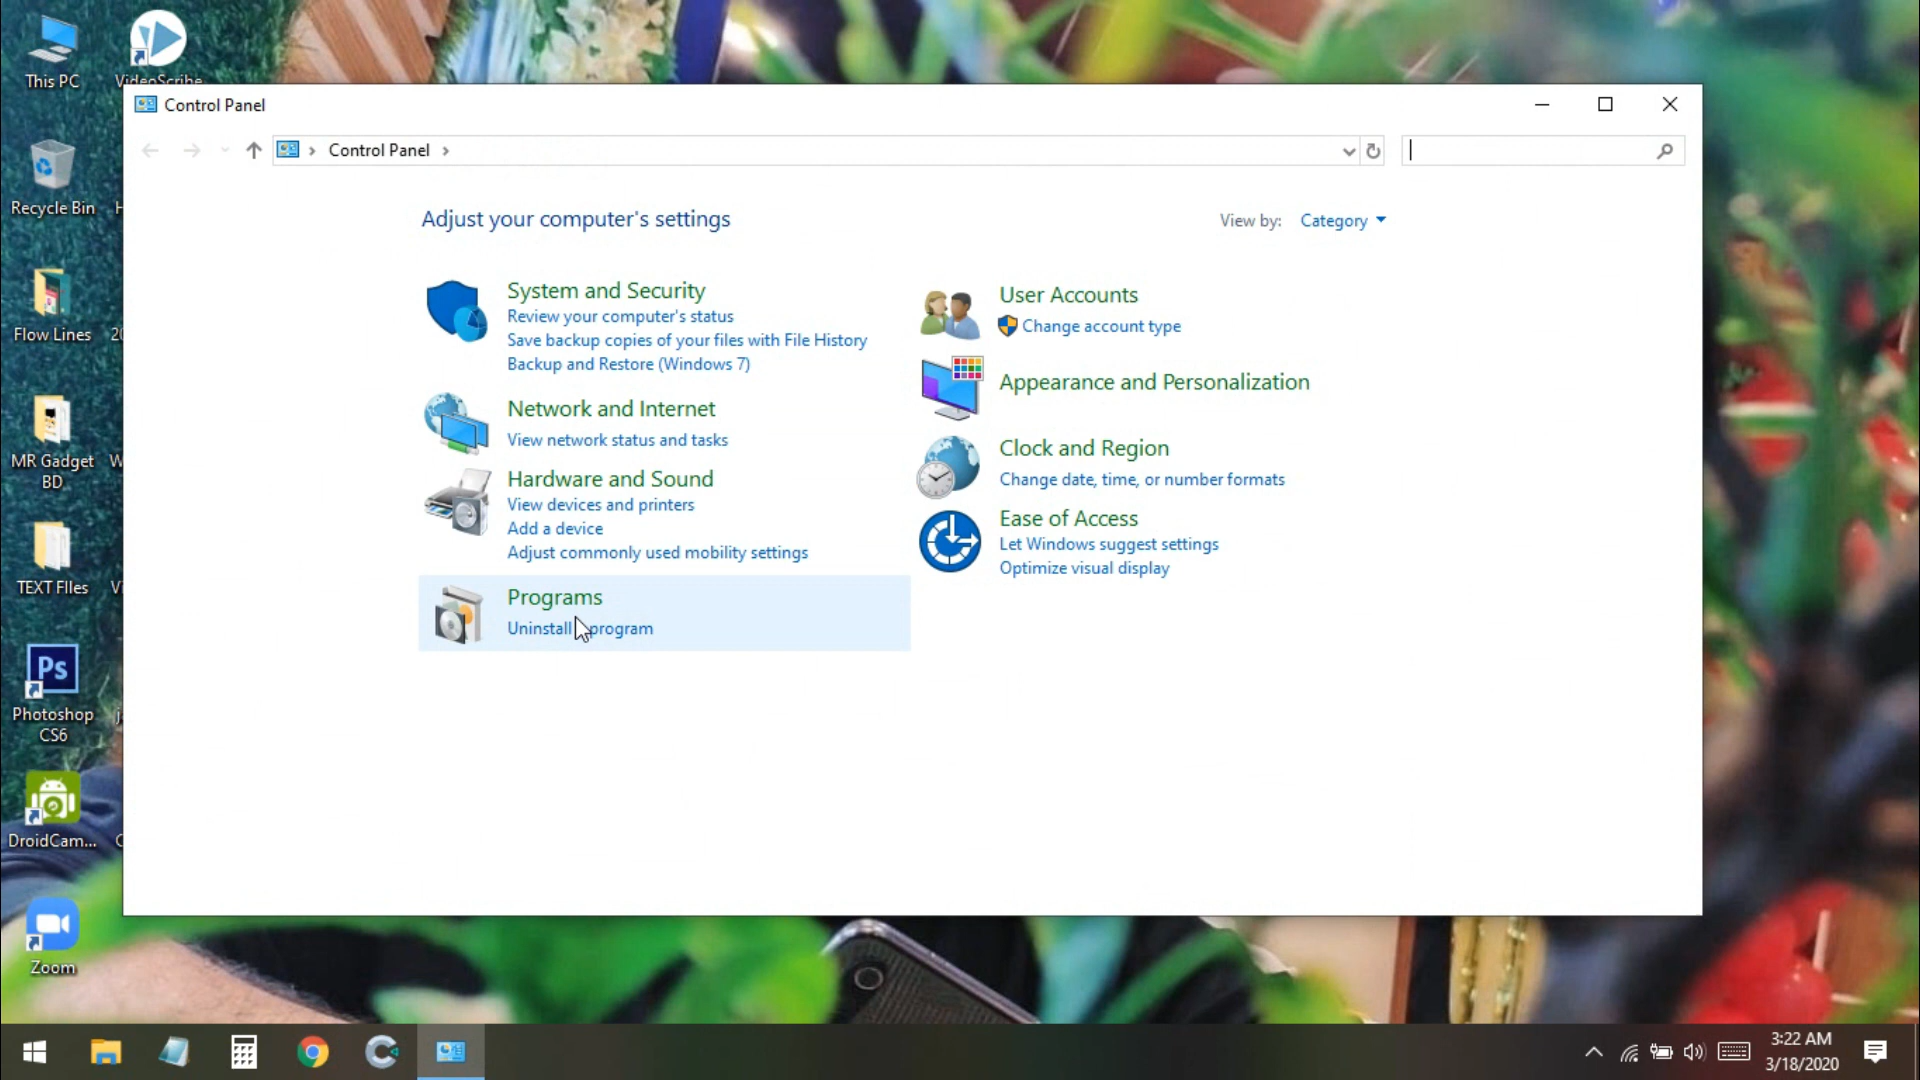 This PC
VideoScribe
Recycle Bin
Flow Lines
MR Gadget
BD
TEXT FIles
Ps
Photoshop
CS6
DroidCam...
Zoom
Control Panel
Control Panel
Adjust your computer's settings
View by: Category
System and Security
Review your computer's status
Save backup copies of your files with File History
Backup and Restore (Windows 7)
Network and Internet
View network status and tasks
Hardware and Sound
View devices and printers
Add a device
Adjust commonly used mobility settings
Programs
Uninstall program
User Accounts
Change account type
Appearance and Personalization
Clock and Region
Change date, time, or number formats
Ease of Access
Let Windows suggest settings
Optimize visual display
3:22 AM
3/18/2020